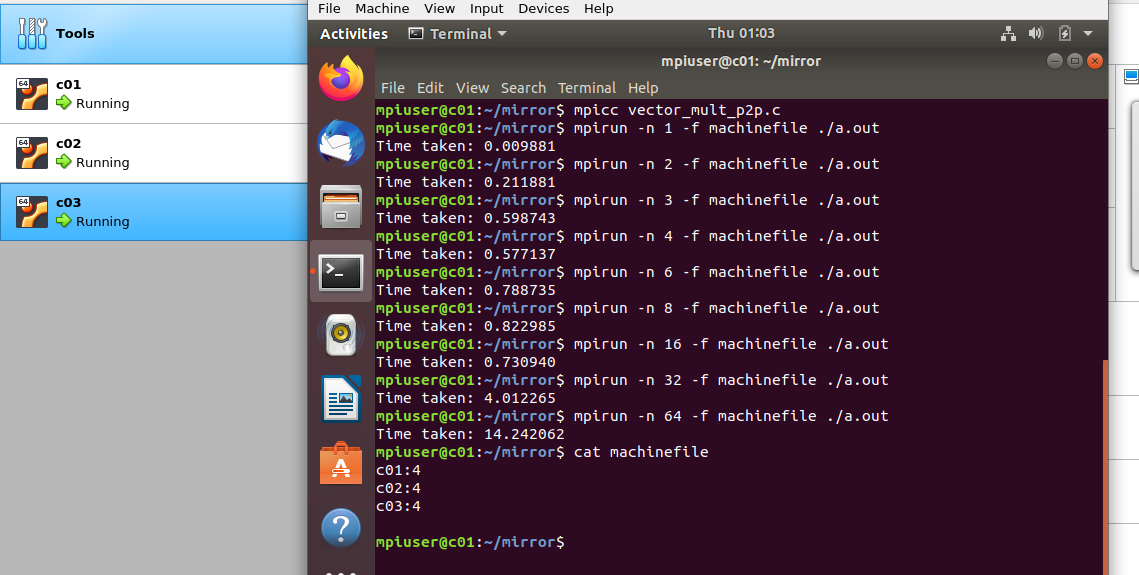 File Machine View Input Devices Help
Tools
Activities Terminal Thu 01:03
mpiuser@c01: ~/mirror
64 c01
Running
64 c02
Running
64 c03
Running
File Edit View Search Terminal Help
mpiuser@c01:~/mirror$ mpicc vector_mult_p2p.c
mpiuser@c01:~/mirror$ mpirun -n 1 -f machinefile ./a.out
Time taken: 0.009881
mpiuser@c01:~/mirror$ mpirun -n 2 -f machinefile ./a.out
Time taken: 0.211881
mpiuser@c01:~/mirror$ mpirun -n 3 -f machinefile ./a.out
Time taken: 0.598743
mpiuser@c01:~/mirror$ mpirun -n 4 -f machinefile ./a.out
Time taken: 0.577137
mpiuser@c01:~/mirror$ mpirun -n 6 -f machinefile ./a.out
Time taken: 0.788735
mpiuser@c01:~/mirror$ mpirun -n 8 -f machinefile ./a.out
Time taken: 0.822985
mpiuser@c01:~/mirror$ mpirun -n 16 -f machinefile ./a.out
Time taken: 0.730940
mpiuser@c01:~/mirror$ mpirun -n 32 -f machinefile ./a.out
Time taken: 4.012265
mpiuser@c01:~/mirror$ mpirun -n 64 -f machinefile ./a.out
Time taken: 14.242062
mpiuser@c01:~/mirror$ cat machinefile
c01:4
c02:4
c03:4
mpiuser@c01:~/mirror$